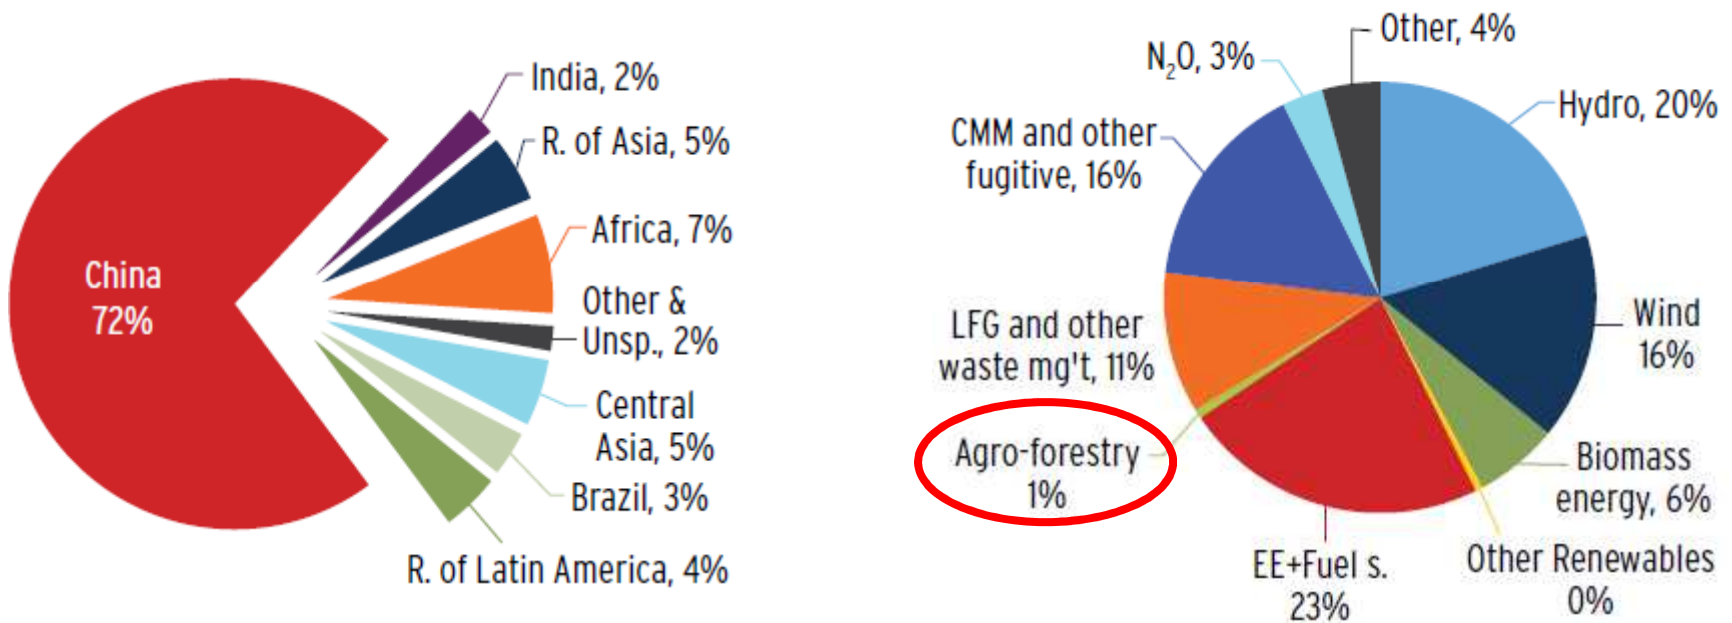 India, 2%
R. of Asia, 5%
Africa, 7%
China
72%
Other &
Unsp., 2%
Central
Asia, 5%
Brazil, 3%
R. of Latin America, 4%
Other, 4%
N₂O, 3%
Hydro, 20%
CMM and other
fugitive, 16%
Wind
16%
LFG and other
waste mg't, 11%
Agro-forestry
1%
Biomass
energy, 6%
EE+Fuel s.
23%
Other Renewables
0%